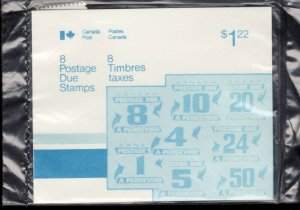 Canada Post
Postes Canada
$1.22
8 Postage Due Stamps
8 Timbres taxes
POSTAGE DUE
8
A PERCEVOIR
10
20
4
24
1
A PERCEVOIR
5
50